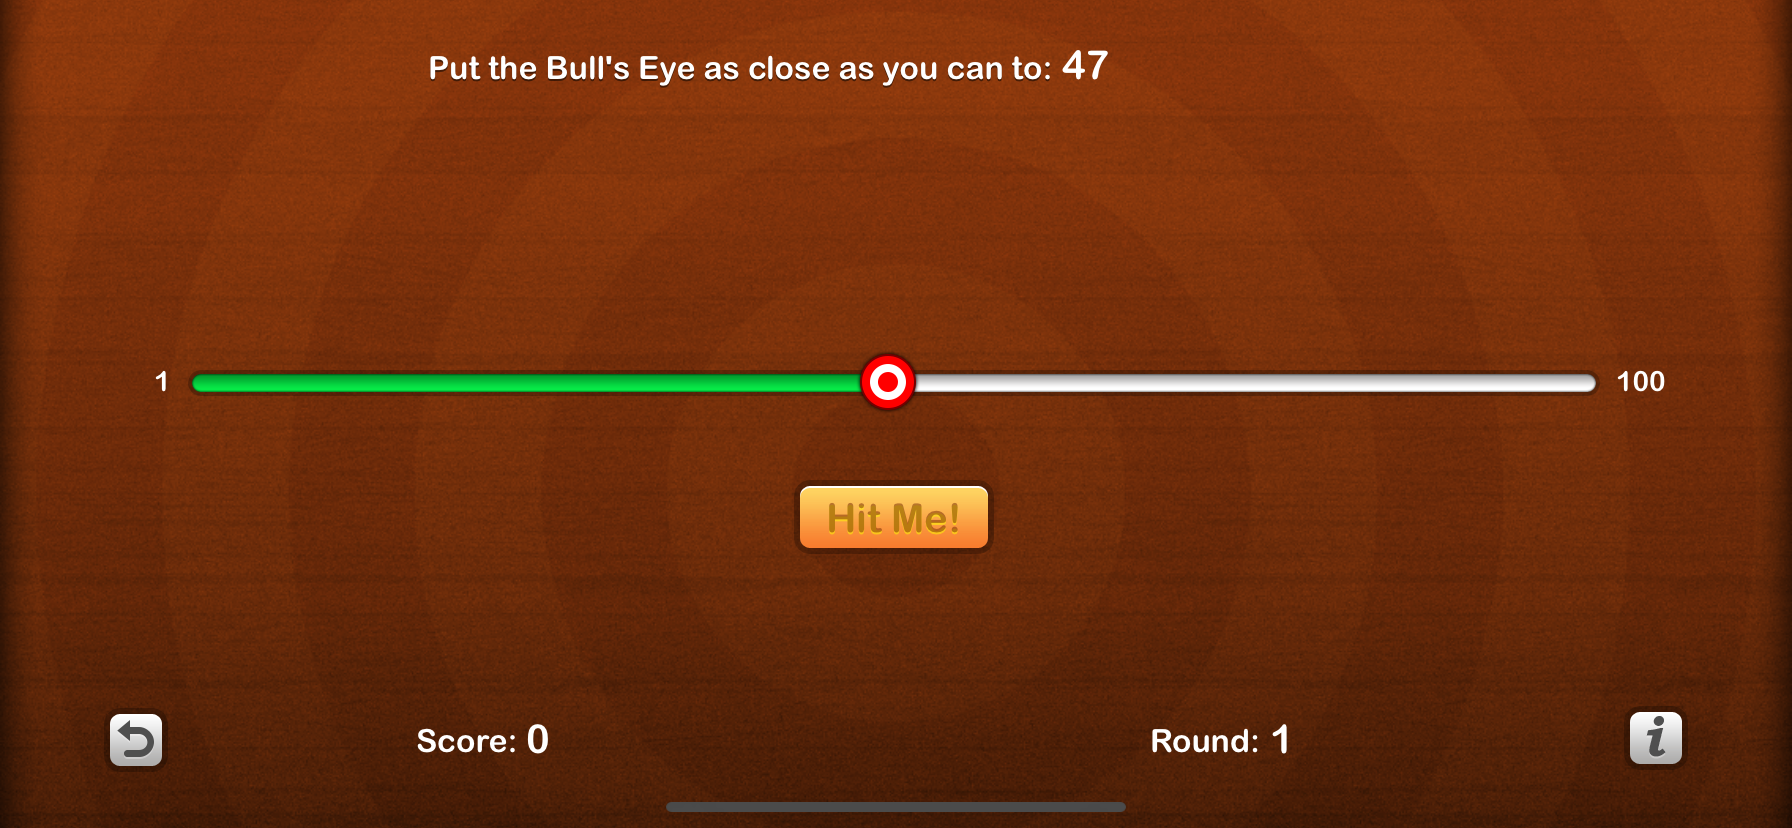 Put the Bull's Eye as close as you can to: 47
1 100
Hit Me!
Score: 0 Round: 1
i